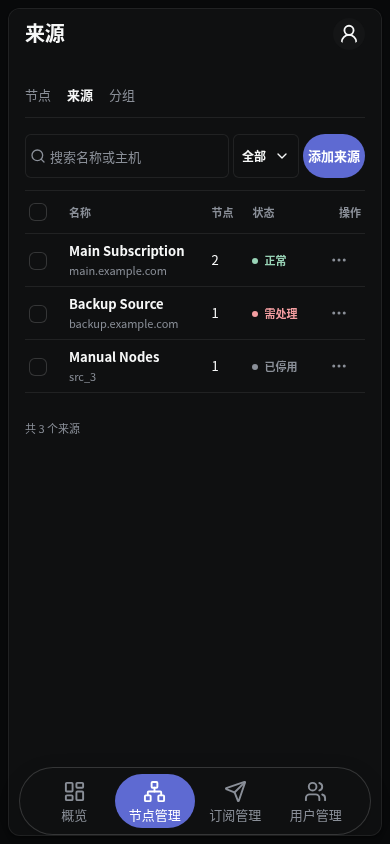 来源
节点 来源 分组
搜索名称或主机 全部 添加来源
名称 节点 状态 操作
Main Subscription 2 正常
main.example.com
Backup Source 1 需处理
backup.example.com
Manual Nodes 1 已停用
src_3
共 3 个来源
概览 节点管理 订阅管理 用户管理